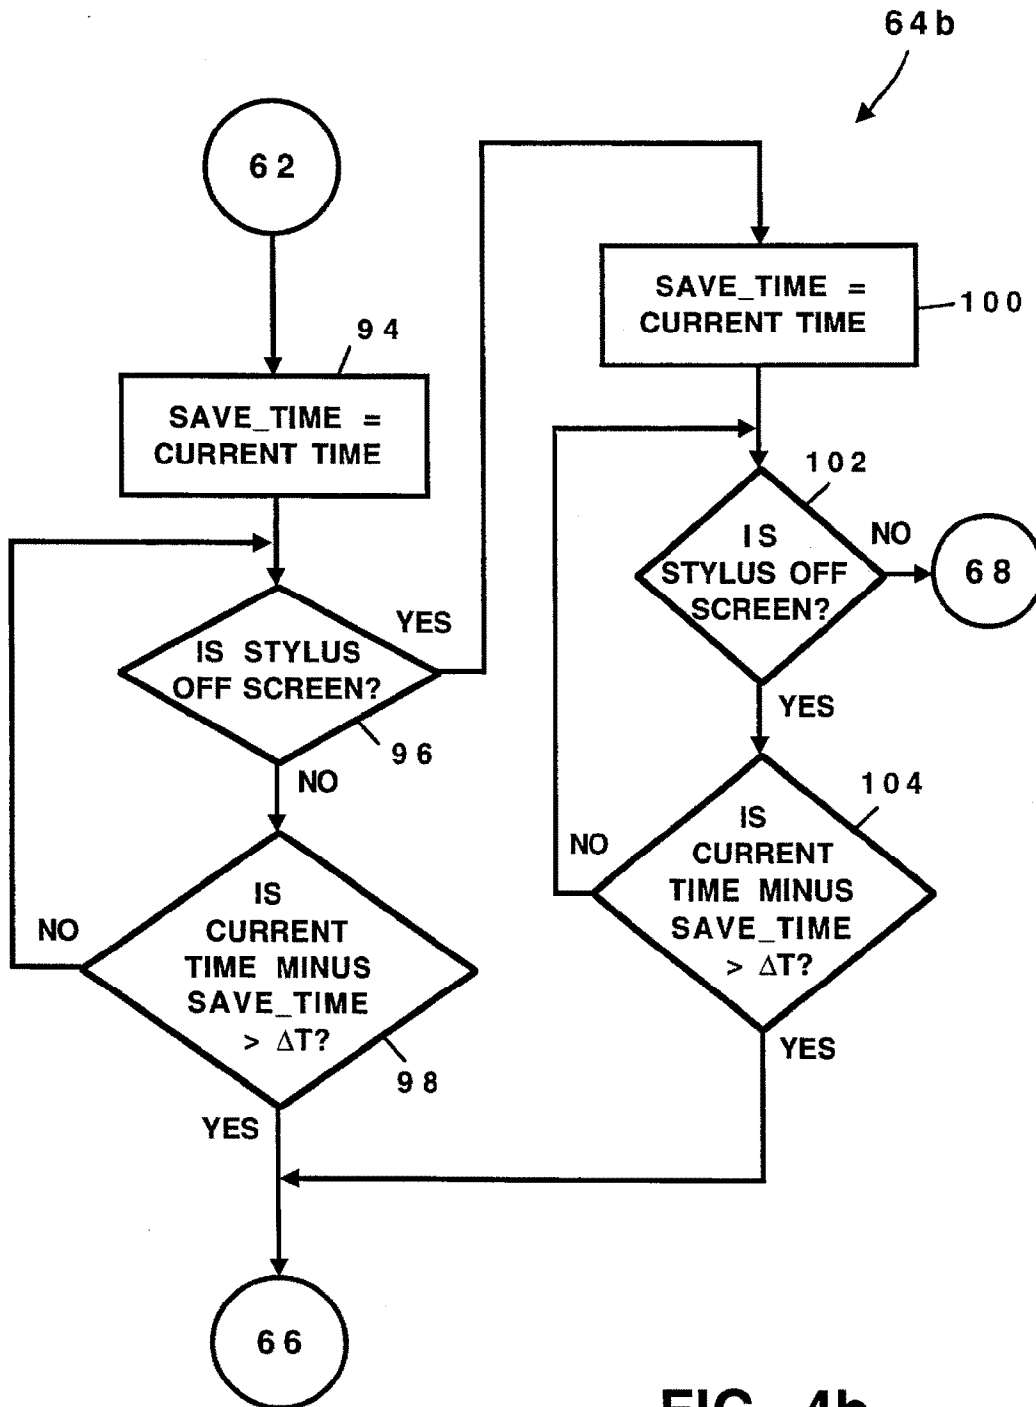 64b
62
94
SAVE_TIME =
CURRENT TIME
SAVE_TIME =
CURRENT TIME
100
IS STYLUS
OFF SCREEN?
YES
96
NO
IS
CURRENT
TIME MINUS
SAVE_TIME
> ΔT?
NO
98
YES
102
IS
STYLUS OFF
SCREEN?
NO
68
YES
104
IS
CURRENT
TIME MINUS
SAVE_TIME
> ΔT?
NO
YES
66
FIG. 4b